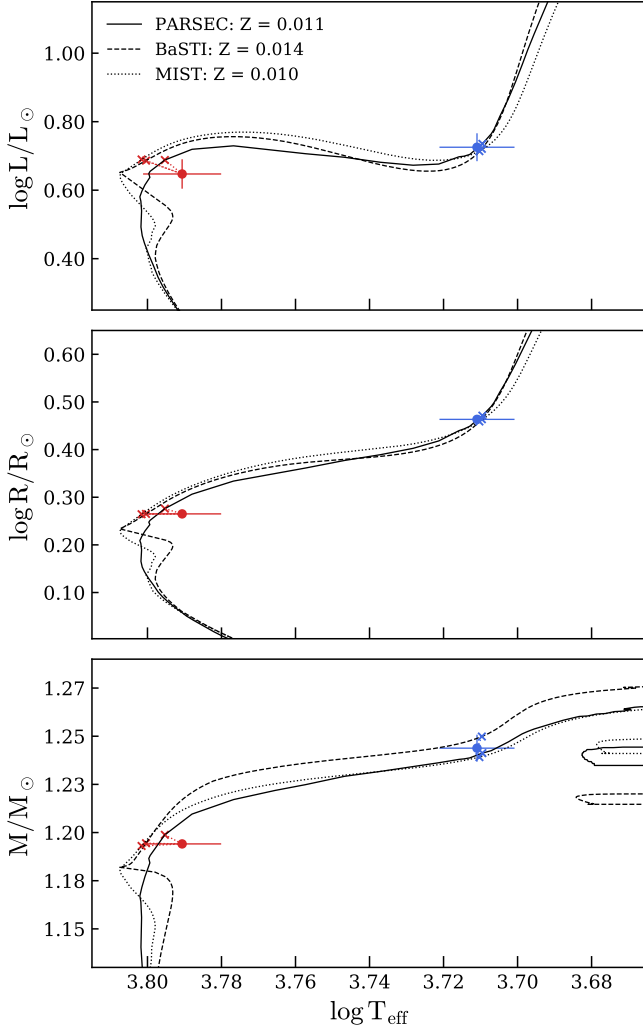 PARSEC: Z = 0.011
BaSTI: Z = 0.014
MIST: Z = 0.010
1.00
0.80
0.60
0.40
log L/L⊙
0.60
0.50
0.40
0.30
0.20
0.10
log R/R⊙
1.27
1.25
1.23
1.20
1.18
1.15
M/M⊙
3.80 3.78 3.76 3.74 3.72 3.70 3.68
log Teff